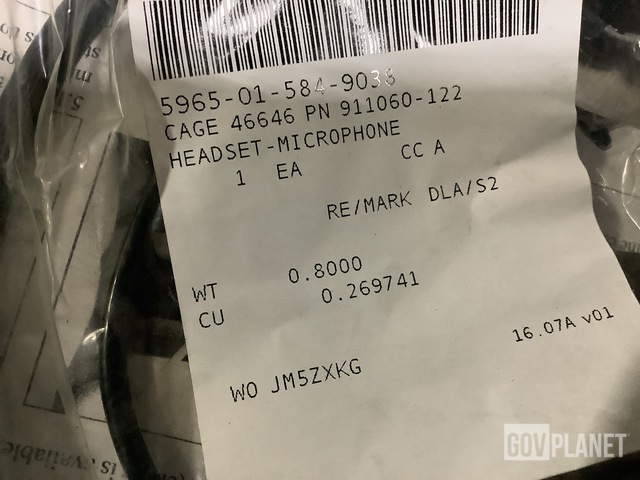 5965-01-584-9036
CAGE 46646 PN 911060-122
HEADSET-MICROPHONE
1 EA CC A
RE/MARK DLA/S2
WT 0.8000
CU 0.269741
WO JM5ZXKG
16.07A v01
GOVPLANET